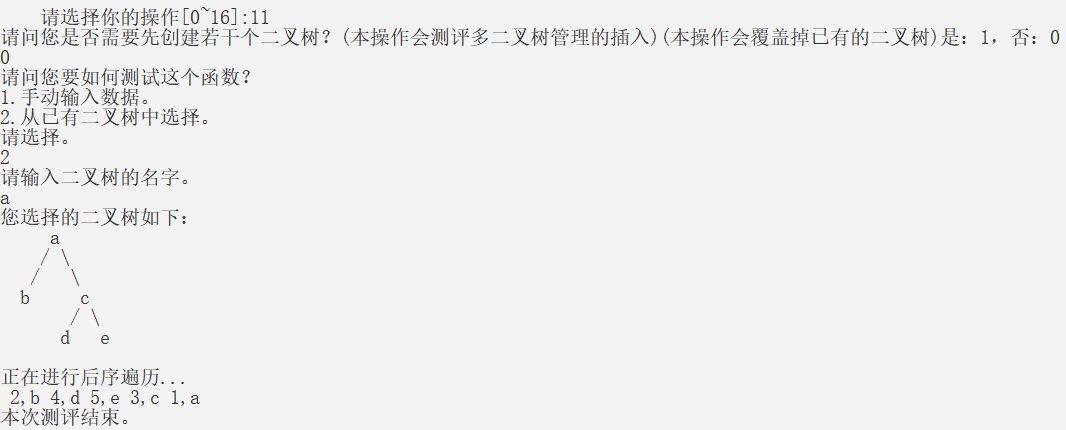 请选择你的操作[0~16]:11
请问您是否需要先创建若干个二叉树？(本操作会测评多二叉树管理的插入)(本操作会覆盖掉已有的二叉树)是：1，否：0
0
请问您要如何测试这个函数？
1.手动输入数据。
2.从已有二叉树中选择。
请选择。
2
请输入二叉树的名字。
a
您选择的二叉树如下：
     a
    / \
   /   \
  b     c
       / \
      d   e
正在进行后序遍历...
 2,b 4,d 5,e 3,c 1,a
本次测评结束。